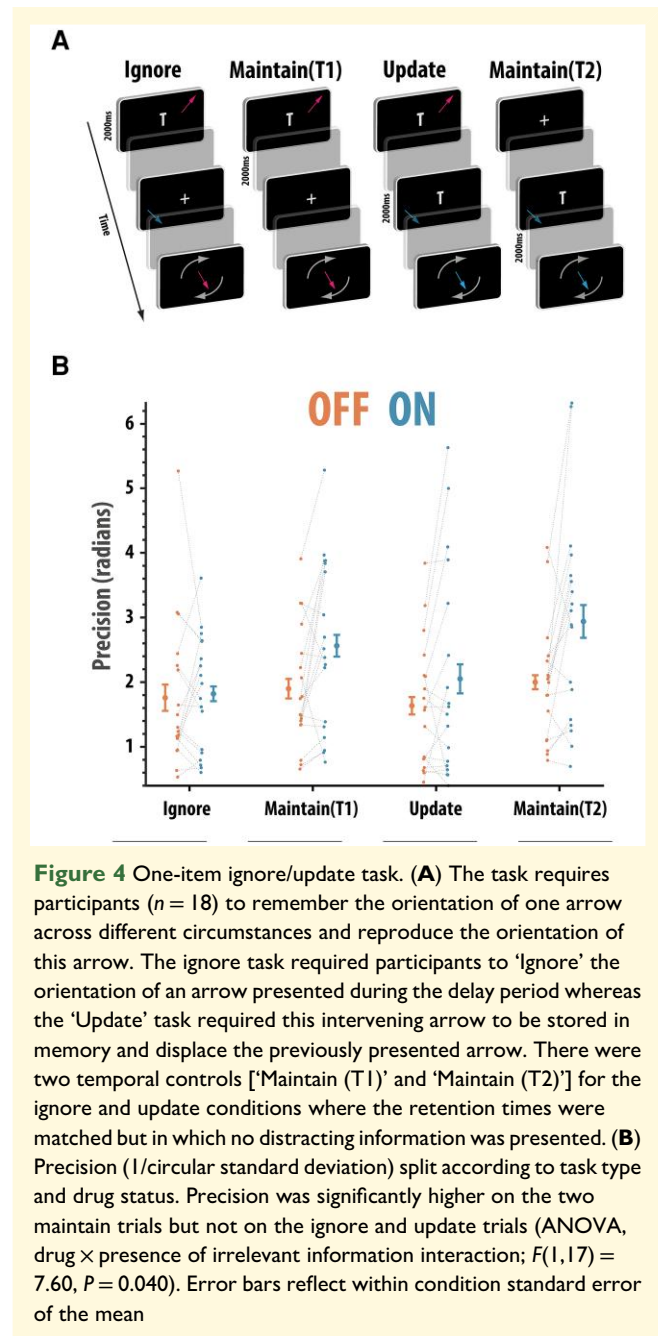 A
Ignore Maintain(T1) Update Maintain(T2)
T T T +
2000ms
2000ms
+ + T T
2000ms
2000ms
Time
B
OFF ON
Precision (radians)
6
5
4
3
2
1
Ignore Maintain(T1) Update Maintain(T2)
Figure 4 One-item ignore/update task. (A) The task requires
participants (n = 18) to remember the orientation of one arrow
across different circumstances and reproduce the orientation of
this arrow. The ignore task required participants to ‘Ignore’ the
orientation of an arrow presented during the delay period whereas
the ‘Update’ task required this intervening arrow to be stored in
memory and displace the previously presented arrow. There were
two temporal controls [‘Maintain (T1)’ and ‘Maintain (T2)’] for the
ignore and update conditions where the retention times were
matched but in which no distracting information was presented. (B)
Precision (1/circular standard deviation) split according to task type
and drug status. Precision was significantly higher on the two
maintain trials but not on the ignore and update trials (ANOVA,
drug × presence of irrelevant information interaction; F(1,17) =
7.60, P = 0.040). Error bars reflect within condition standard error
of the mean